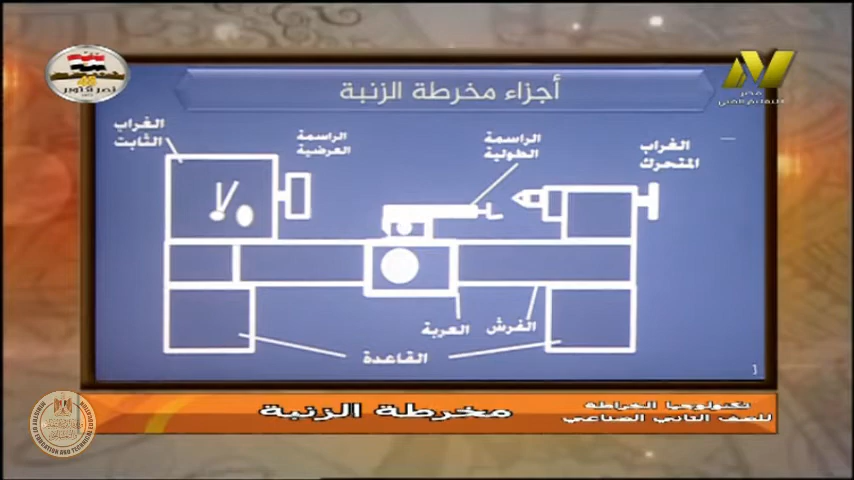 أجزاء مخرطة الزنبة
الغراب
الثابت
الراسمة
العرضية
الراسمة
الطولية
الغراب
المتحرك
العربة
الفرش
القاعدة
مصر
مخرطة الزنبة
تكنولوجيا الخراطة
للصف الثاني الصناعي